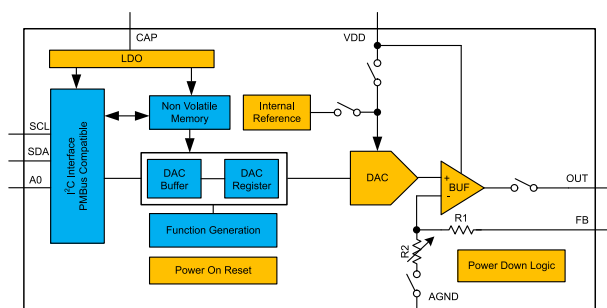 CAP
VDD
LDO
SCL
SDA
A0
I²C Interface
PMBus Compatible
Non Volatile
Memory
Internal
Reference
DAC
Buffer
DAC
Register
DAC
+
BUF
-
OUT
FB
R1
R2
Function Generation
Power On Reset
Power Down Logic
AGND